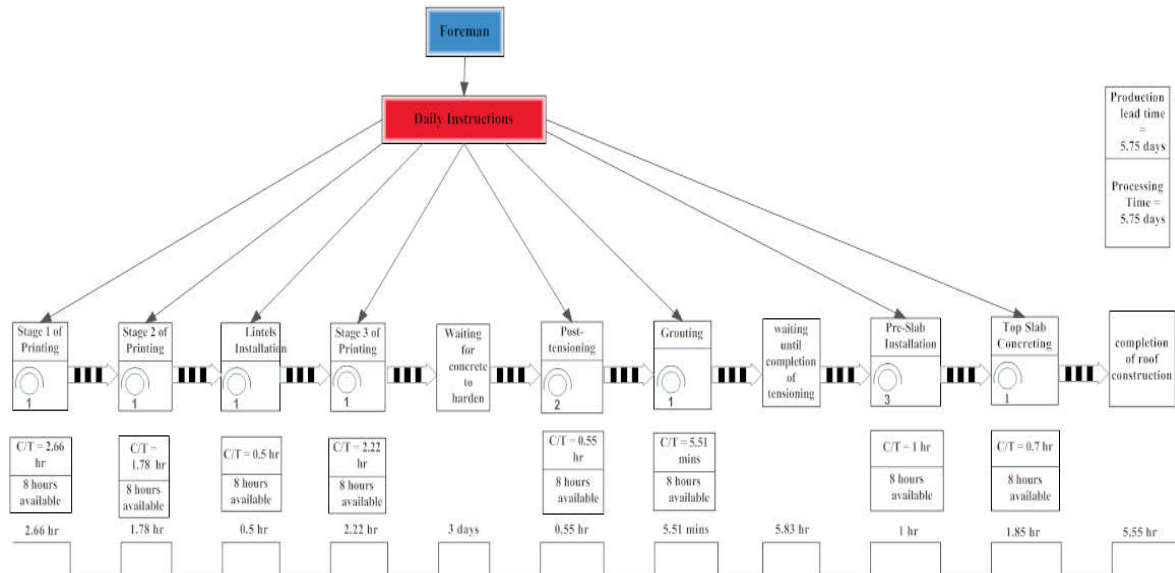 Foreman
Daily Instructions
Production
lead time
=
5.75 days
Processing
Time =
5.75 days
Stage 1 of
Printing
1
Stage 2 of
Printing
1
Lintels
Installation
1
Stage 3 of
Printing
1
Waiting
for
concrete
to
harden
Post-
tensioning
2
Grouting
1
waiting
until
completion
of
tensioning
Pre-Slab
Installation
3
Top Slab
Concreting
1
completion
of roof
construction
C/T = 2.66
hr
8 hours
available
C/T =
1.78 hr
8 hours
available
C/T = 0.5 hr
8 hours
available
C/T = 2.22
hr
8 hours
available
C/T = 0.55
hr
8 hours
available
C/T = 5.51
mins
8 hours
available
C/T = 1 hr
8 hours
available
C/T = 0.7 hr
8 hours
available
2.66 hr
1.78 hr
0.5 hr
2.22 hr
3 days
0.55 hr
5.51 mins
5.83 hr
1 hr
1.85 hr
5.55 hr